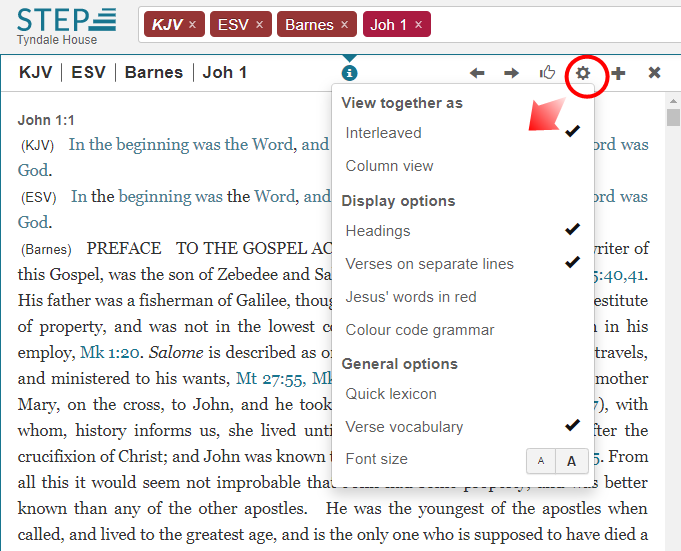 STEP
Tyndale House
KJV × ESV × Barnes × Joh 1 ×
KJV | ESV | Barnes | Joh 1
View together as
Interleaved
Column view
Display options
Headings
Verses on separate lines
Jesus' words in red
Colour code grammar
General options
Quick lexicon
Verse vocabulary
Font size A A
John 1:1
(KJV) In the beginning was the Word, and ord was
God.
(ESV) In the beginning was the Word, and ord was
God.
(Barnes) PREFACE TO THE GOSPEL AC riter of
this Gospel, was the son of Zebedee and Sa 5:40,41.
His father was a fisherman of Galilee, thoug estitute
of property, and was not in the lowest c n in his
employ, Mk 1:20. Salome is described as o travels,
and ministered to his wants, Mt 27:55, Mk mother
Mary, on the cross, to John, and he took ), with
whom, history informs us, she lived unti fter the
crucifixion of Christ; and John was known 5. From
all this it would seem not improbable that was better
known than any of the other apostles. He was the youngest of the apostles when
called, and lived to the greatest age, and is the only one who is supposed to have died a